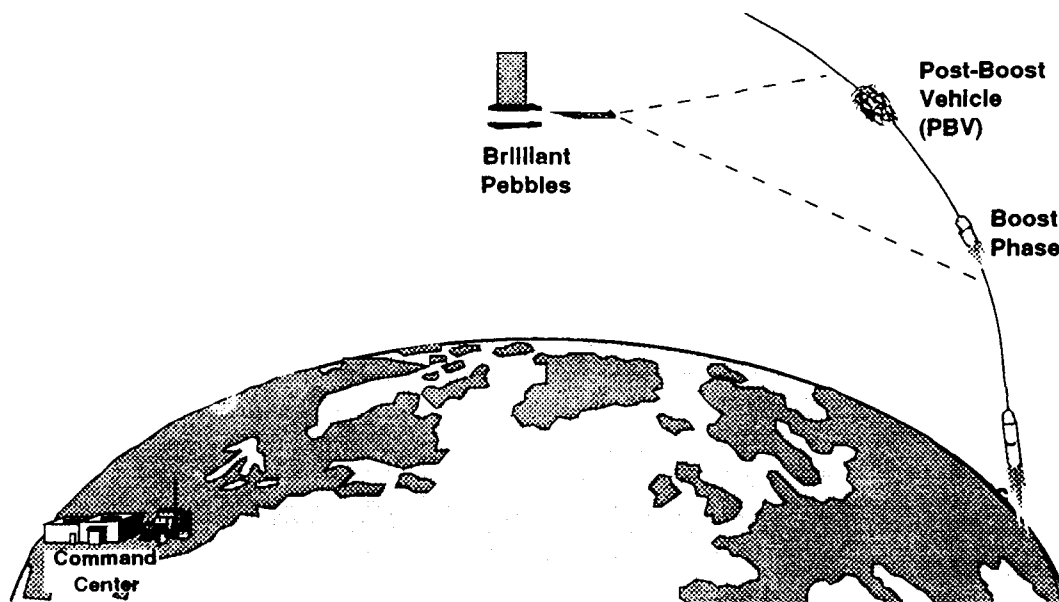 Post-Boost
Vehicle
(PBV)
Brilliant
Pebbles
Boost
Phase
Command
Center